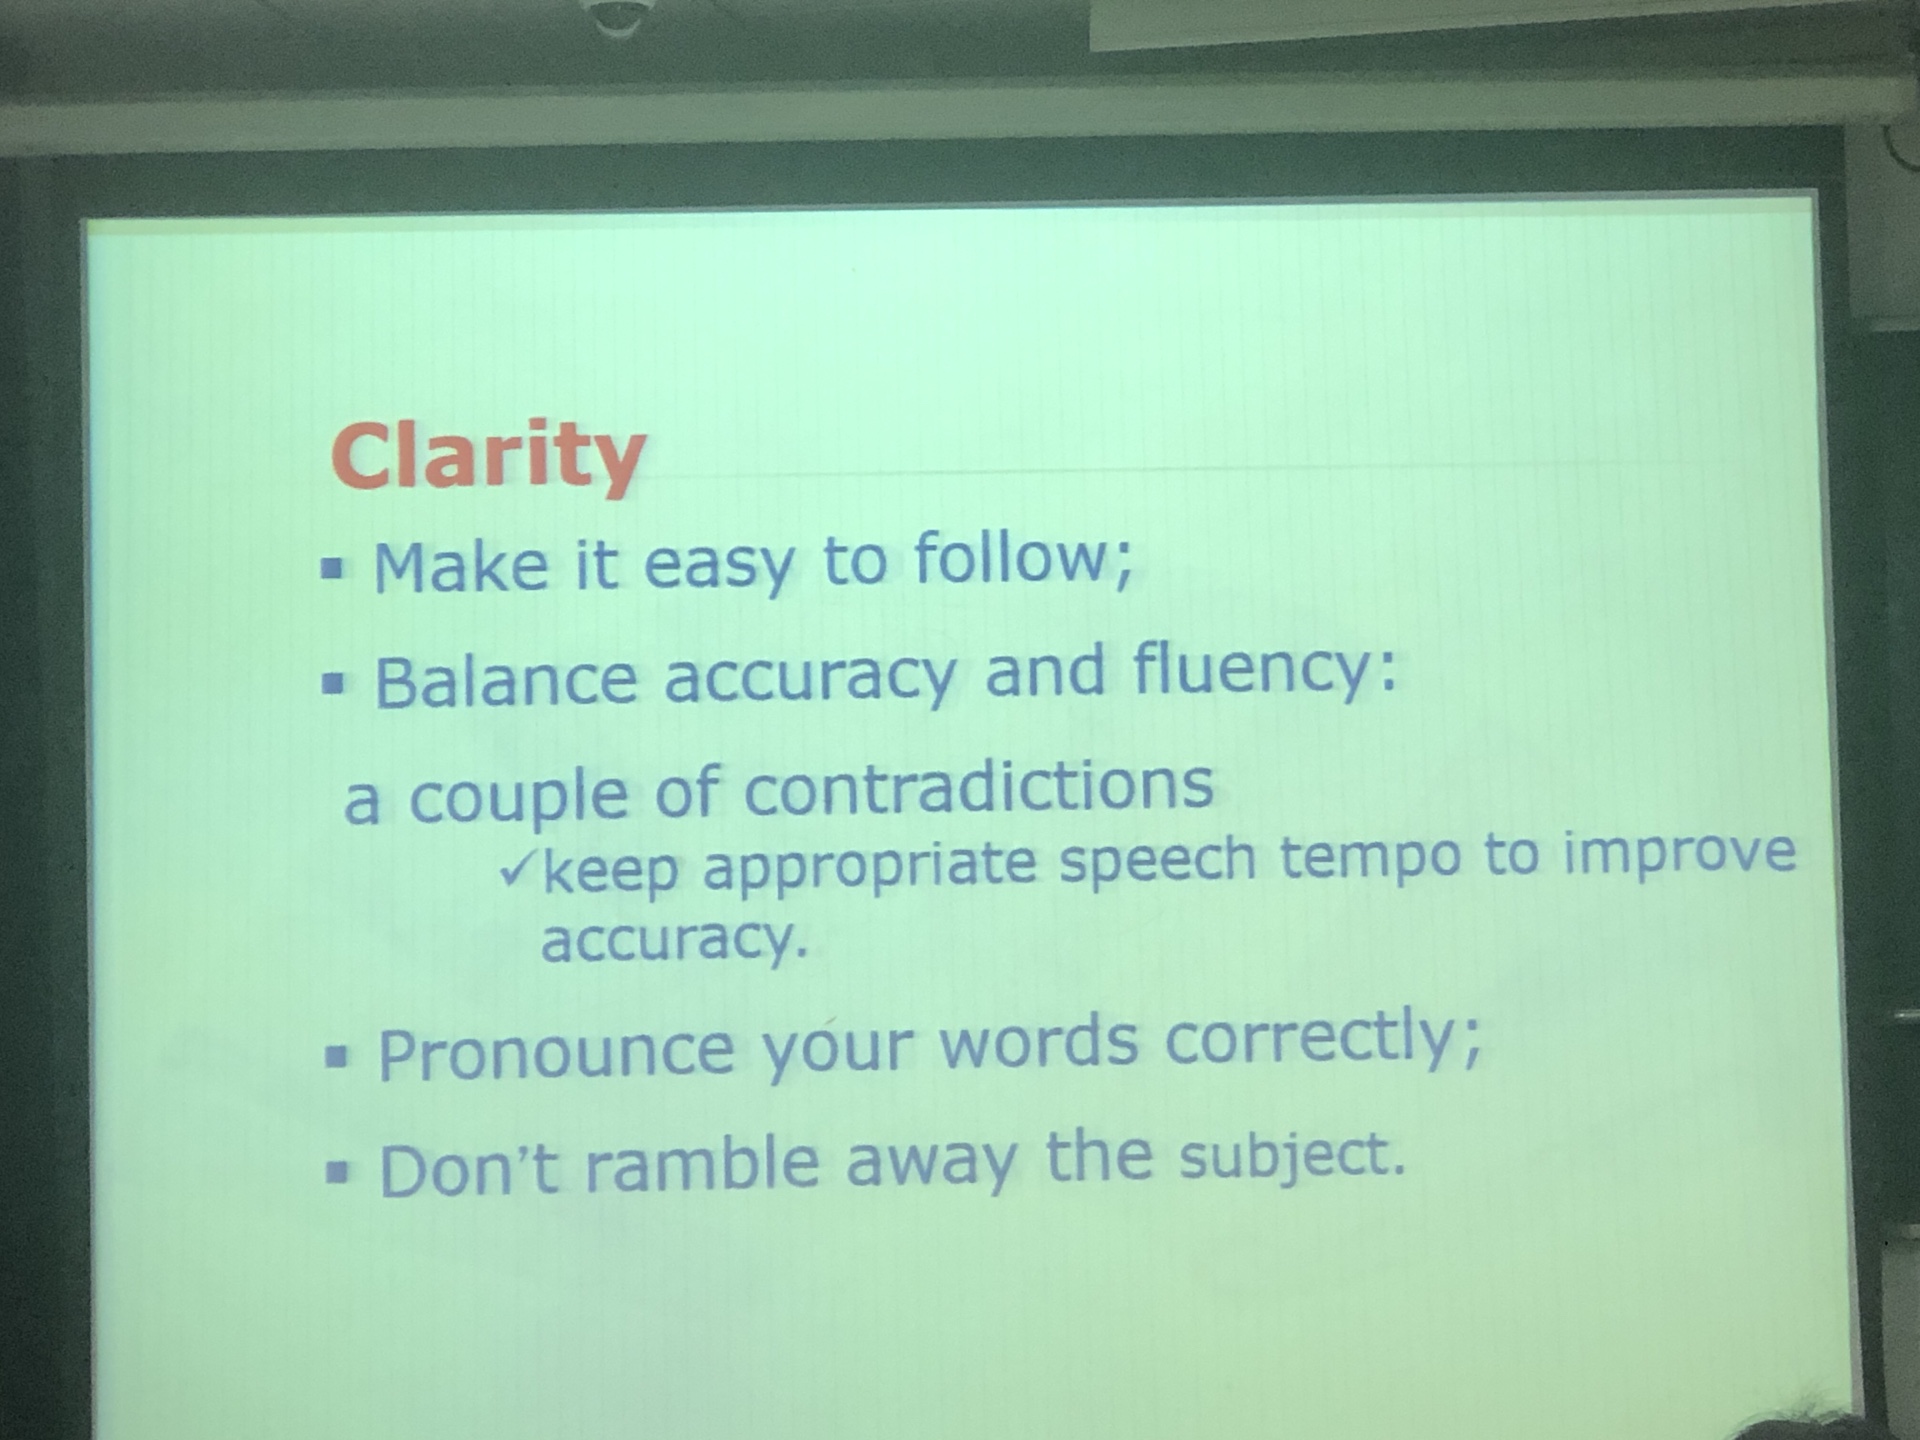 Clarity
▪ Make it easy to follow;
▪ Balance accuracy and fluency:
a couple of contradictions
✓keep appropriate speech tempo to improve
accuracy.
▪ Pronounce your words correctly;
▪ Don't ramble away the subject.